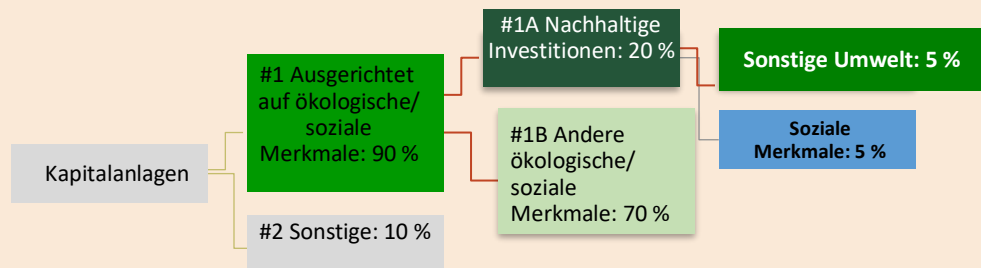 Kapitalanlagen
#1 Ausgerichtet
auf ökologische/
soziale
Merkmale: 90 %
#2 Sonstige: 10 %
#1A Nachhaltige
Investitionen: 20 %
#1B Andere
ökologische/
soziale
Merkmale: 70 %
Sonstige Umwelt: 5 %
Soziale
Merkmale: 5 %